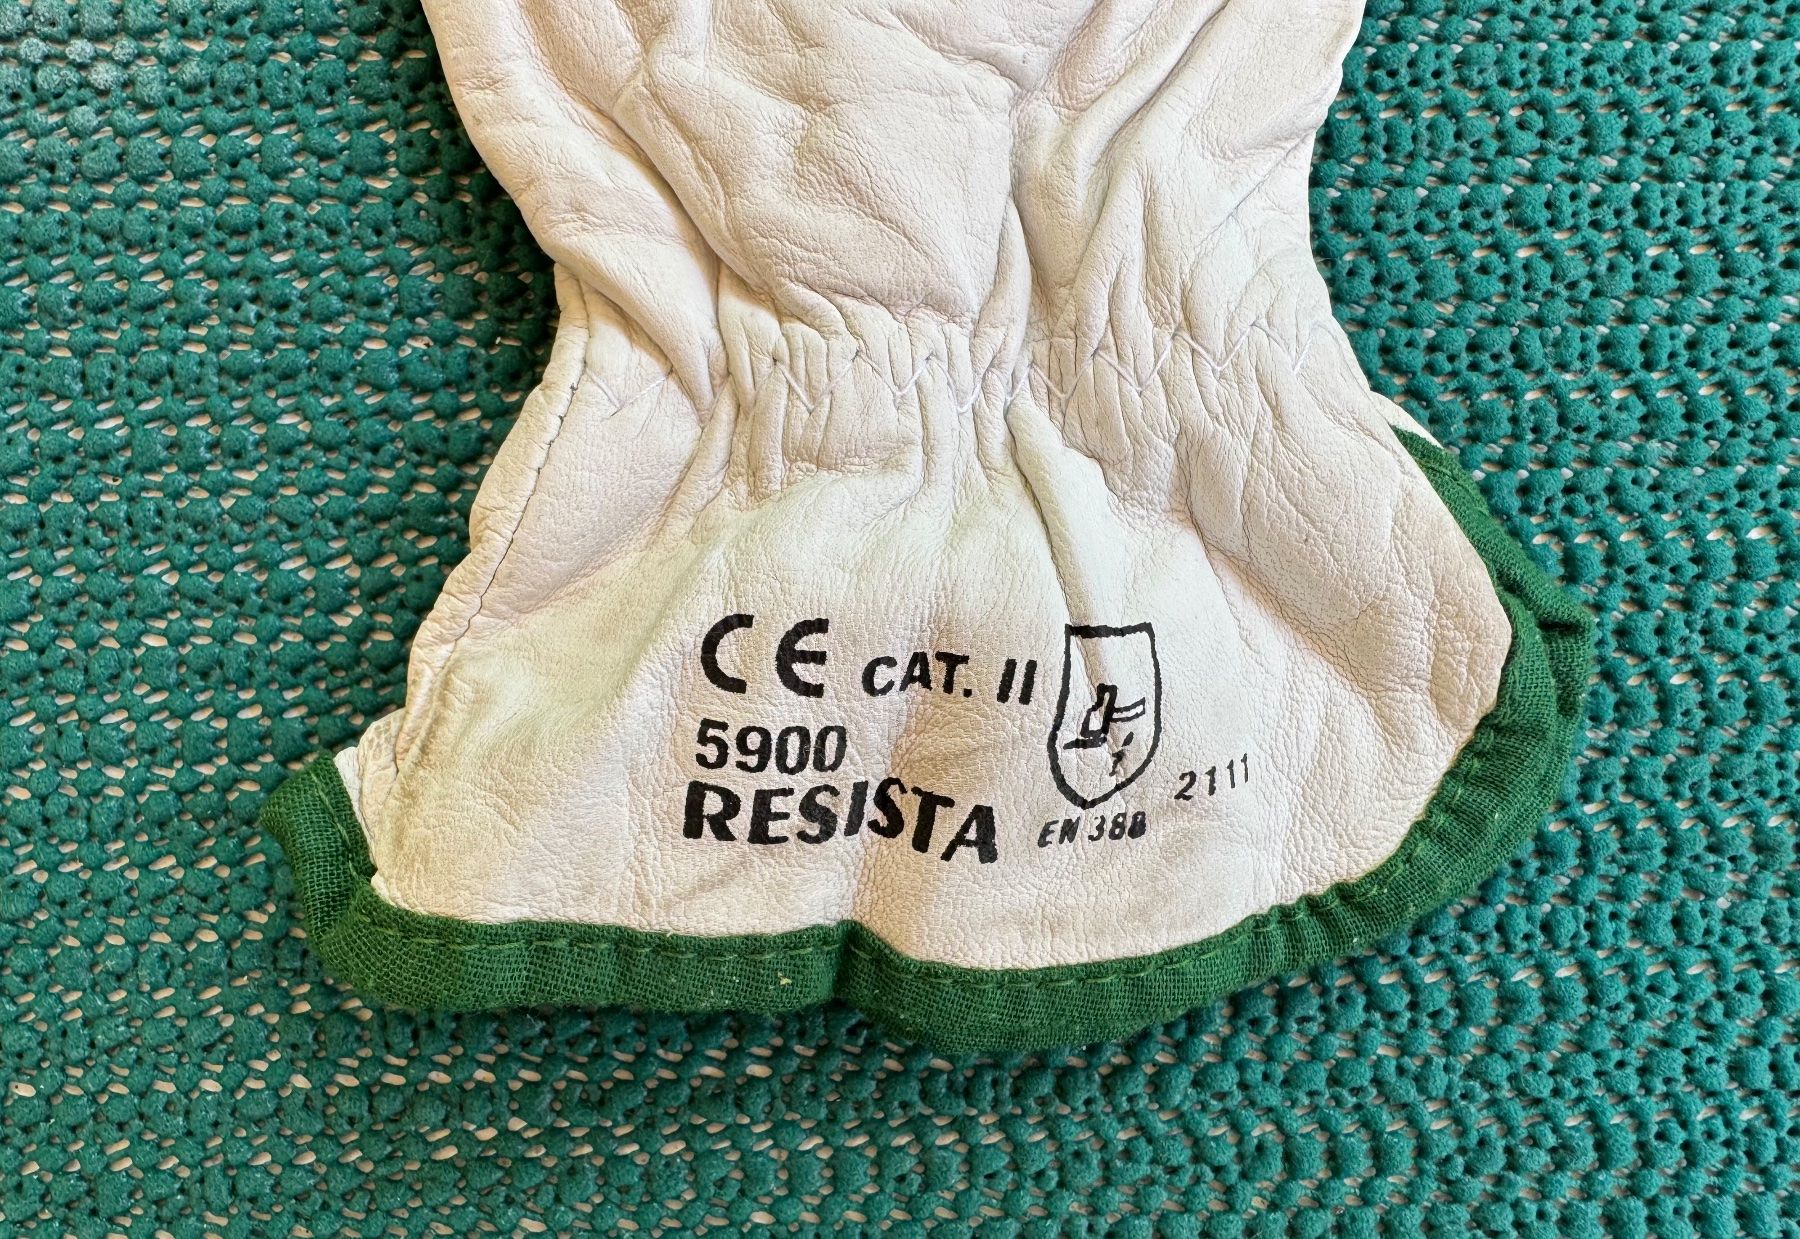 CE CAT. II
5900
RESISTA
EN 388
2111